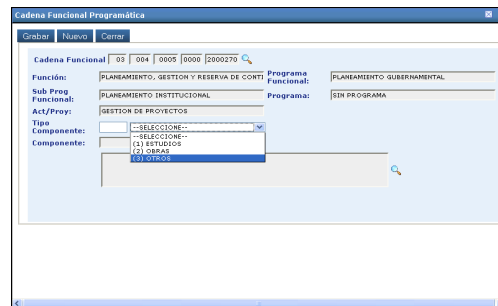 Cadena Funcional Programática
Grabar Nuevo Cerrar
Cadena Funcional 03 004 0005 0000 2000270
Función: PLANEAMIENTO, GESTION Y RESERVA DE CONTI Programa Funcional: PLANEAMIENTO GUBERNAMENTAL
Sub Prog Funcional: PLANEAMIENTO INSTITUCIONAL Programa: SIN PROGRAMA
Act/Proy: GESTION DE PROYECTOS
Tipo Componente: --SELECCIONE--
--SELECCIONE--
(1) ESTUDIOS
(2) OBRAS
(3) OTROS
Componente: